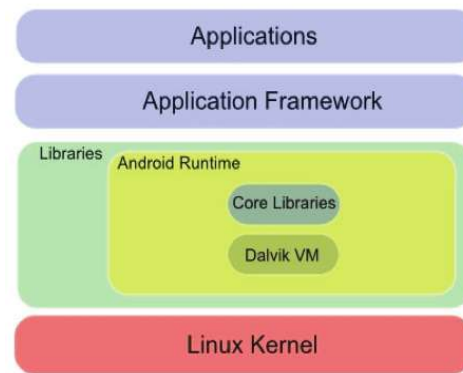 Applications
Application Framework
Libraries
Android Runtime
Core Libraries
Dalvik VM
Linux Kernel